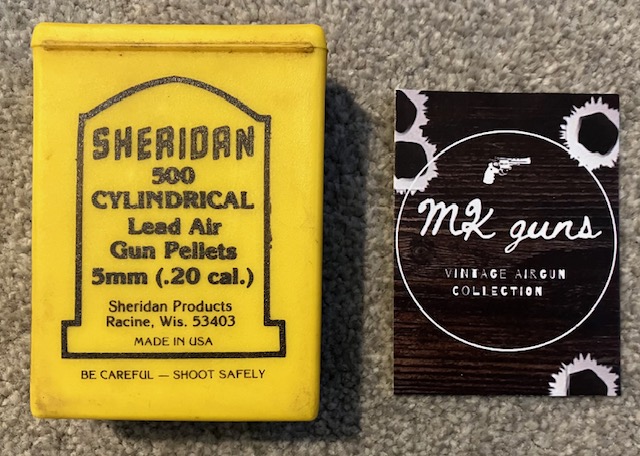 SHERIDAN
500
CYLINDRICAL
Lead Air
Gun Pellets
5mm (.20 cal.)
Sheridan Products
Racine, Wis. 53403
MADE IN USA
BE CAREFUL — SHOOT SAFELY
MK guns
VINTAGE AIRGUN
COLLECTION